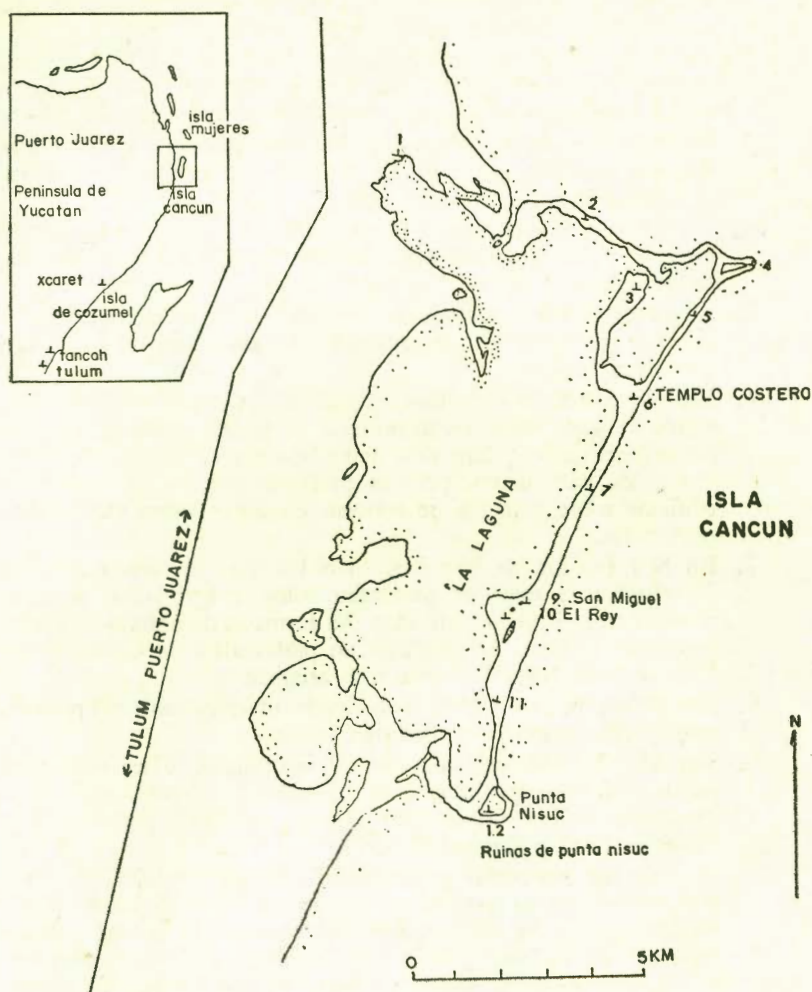 isla
mujeres
Puerto Juarez
Peninsula de
Yucatan
isla
cancun
xcaret
isla
de cozumel
tancah
tulum
←TULUM PUERTO JUAREZ→
1
2
3
4
5
6 TEMPLO COSTERO
7
ISLA
CANCUN
LA LAGUNA
9 San Miguel
10 El Rey
11
Punta
Nisuc
12
Ruinas de punta nisuc
N
0 5KM